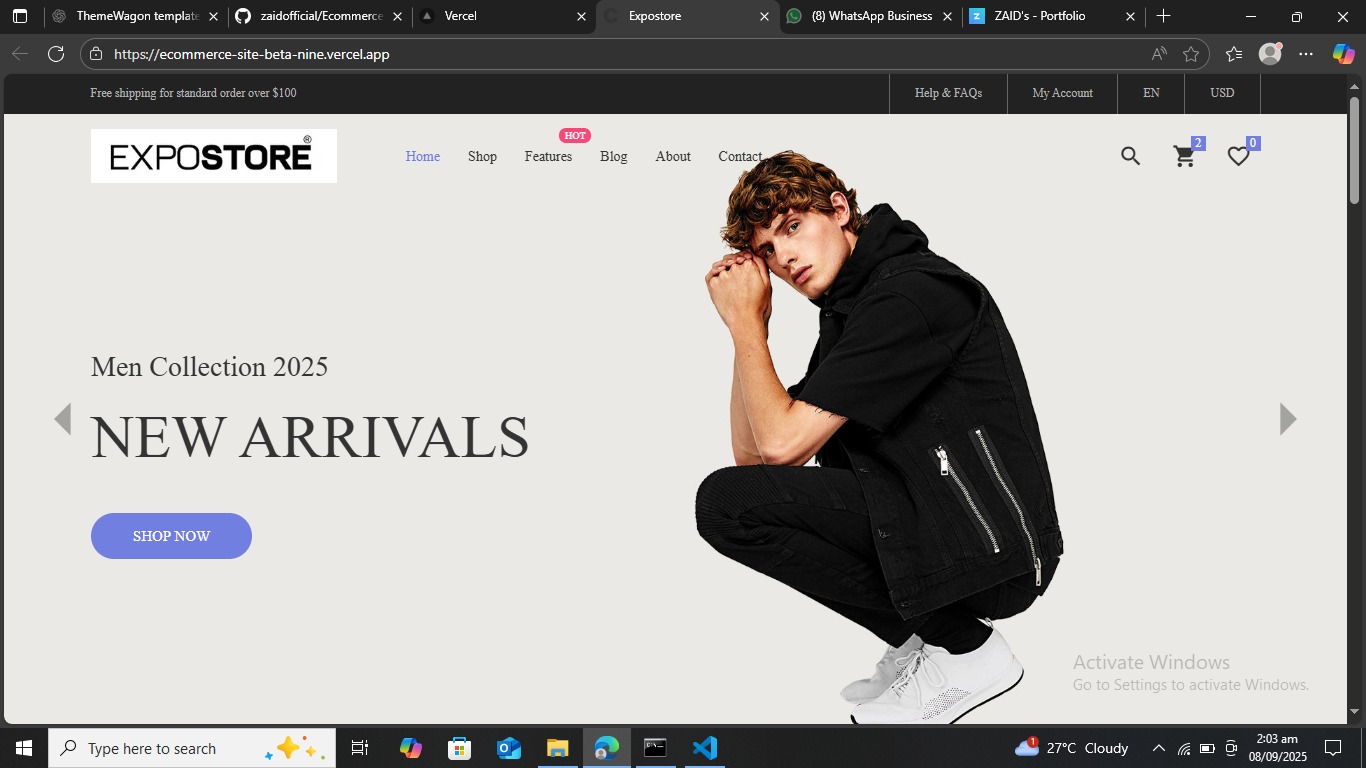 ThemeWagon template
zaidofficial/Ecommerce
Vercel
Expostore
(8) WhatsApp Business
ZAID's - Portfolio
https://ecommerce-site-beta-nine.vercel.app
Free shipping for standard order over $100
Help & FAQs
My Account
EN
USD
EXPOSTORE®
HOT
Home
Shop
Features
Blog
About
Contact
2
0
Men Collection 2025
NEW ARRIVALS
SHOP NOW
Activate Windows
Go to Settings to activate Windows.
Type here to search
1
27°C Cloudy
2:03 am
08/09/2025